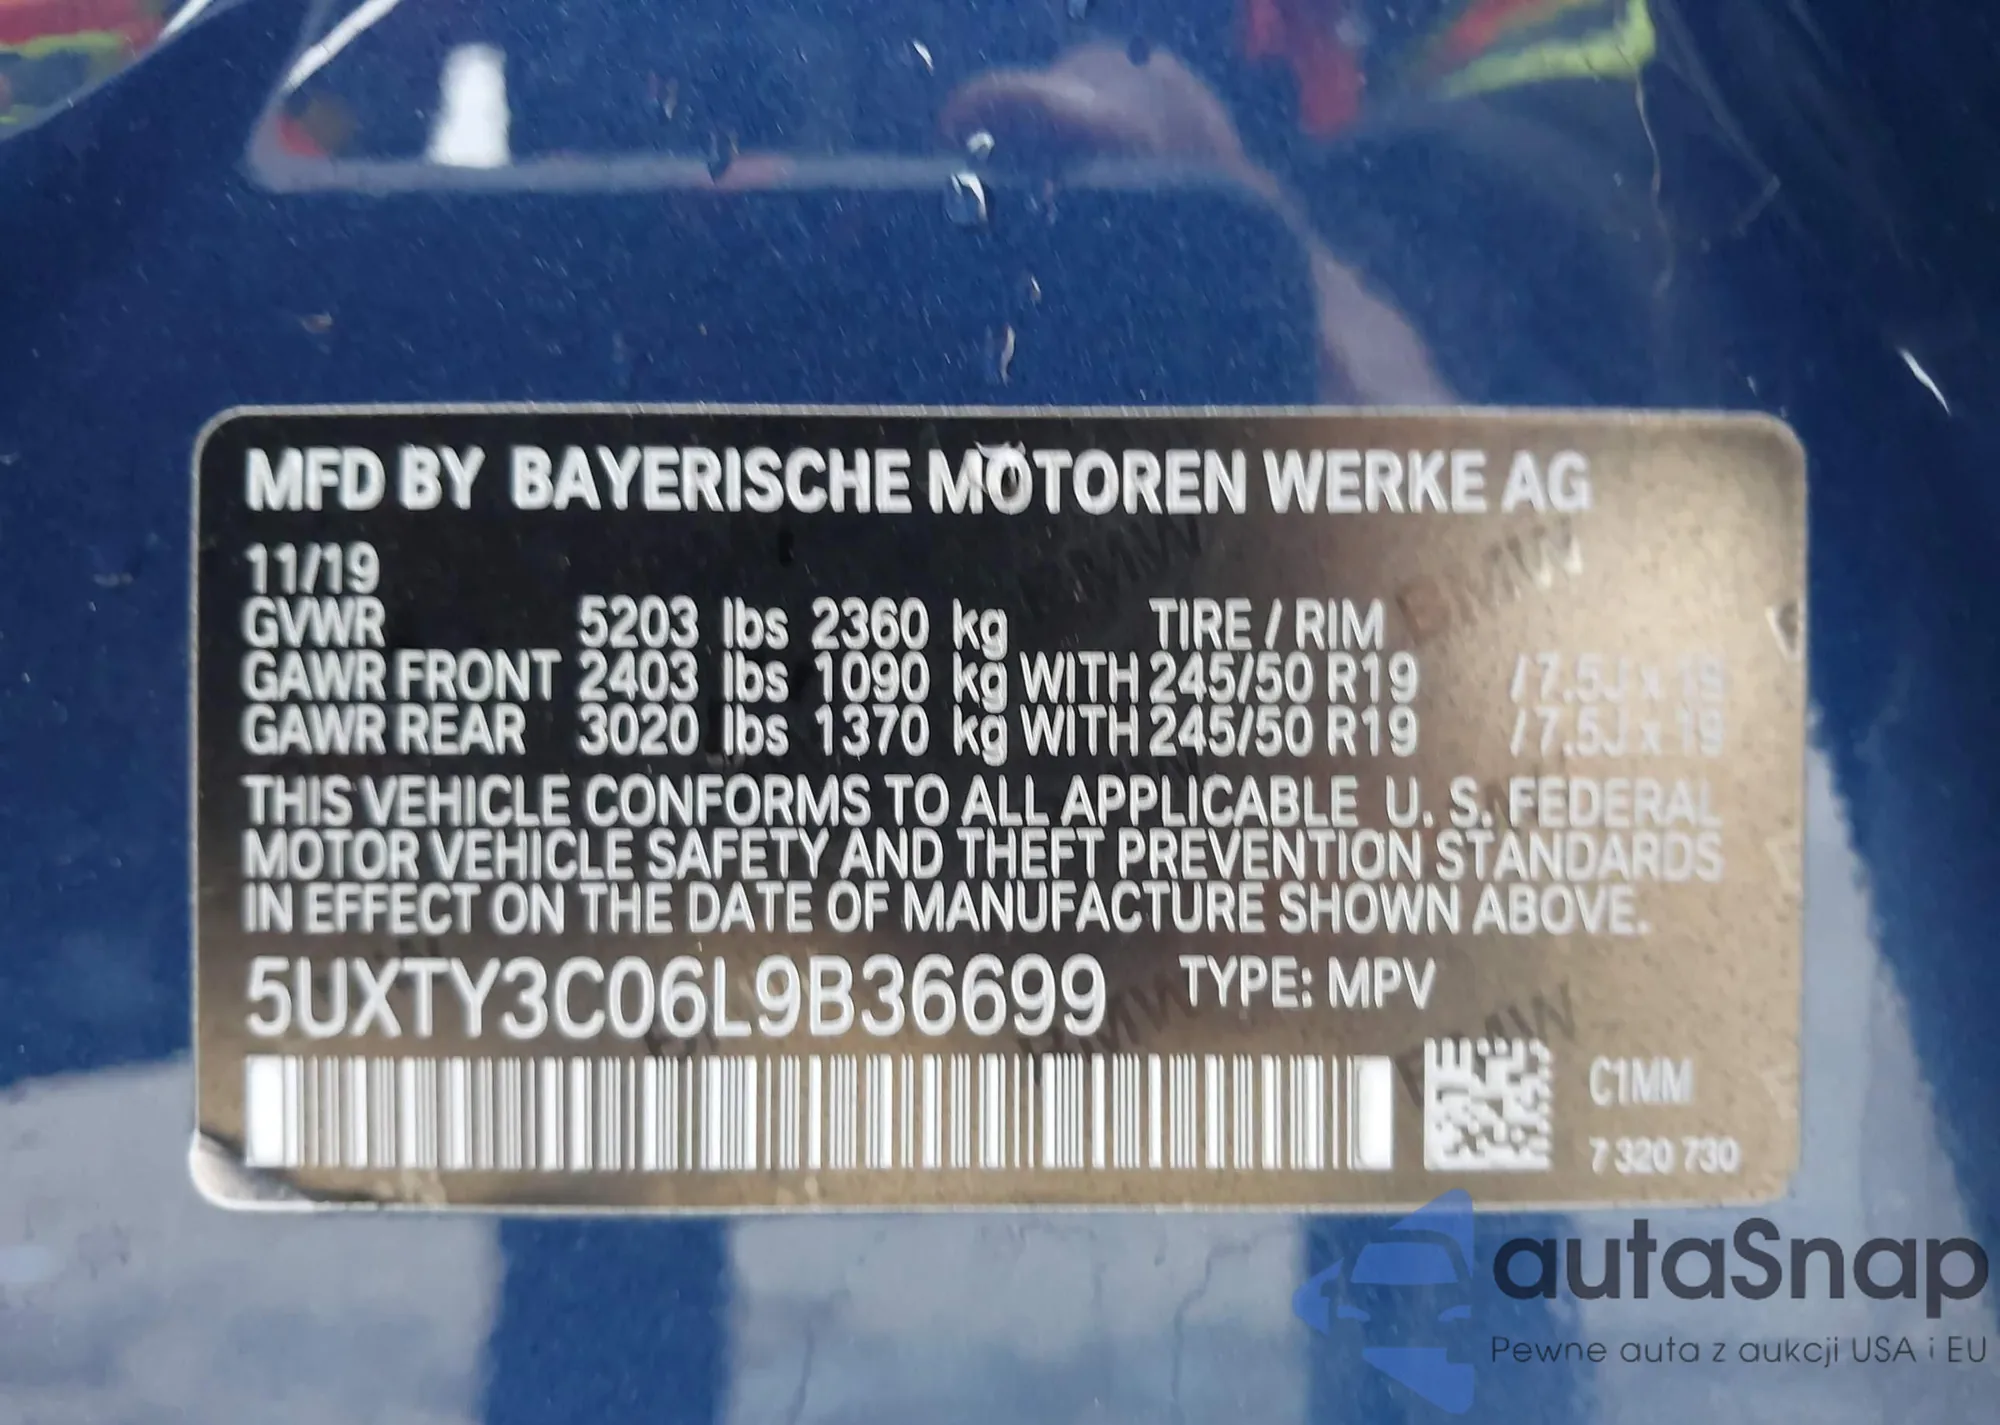 MFD BY BAYERISCHE MOTOREN WERKE AG
11/19
GVWR 5203 lbs 2360 kg TIRE / RIM
GAWR FRONT 2403 lbs 1090 kg WITH 245/50 R19 / 7.5J x 19
GAWR REAR 3020 lbs 1370 kg WITH 245/50 R19 / 7.5J x 19
THIS VEHICLE CONFORMS TO ALL APPLICABLE U. S. FEDERAL
MOTOR VEHICLE SAFETY AND THEFT PREVENTION STANDARDS
IN EFFECT ON THE DATE OF MANUFACTURE SHOWN ABOVE.
5UXTY3C06L9B36699 TYPE: MPV
C1MM
7 320 730
autaSnap
Pewne auta z aukcji USA i EU